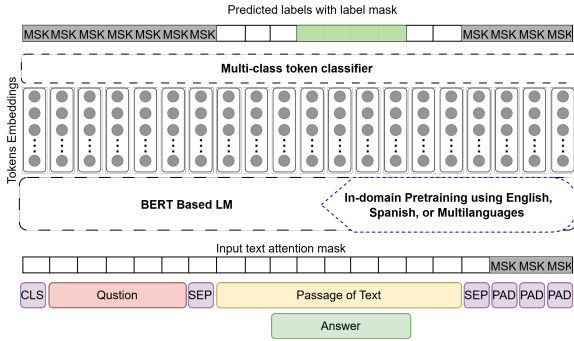 Predicted labels with label mask
MSK MSK MSK MSK MSK MSK MSK MSK MSK MSK MSK
Multi-class token classifier
Tokens Embeddings
BERT Based LM
In-domain Pretraining using English,
Spanish, or Multilanguages
Input text attention mask
MSK MSK MSK
CLS Qustion SEP Passage of Text SEP PAD PAD PAD
Answer